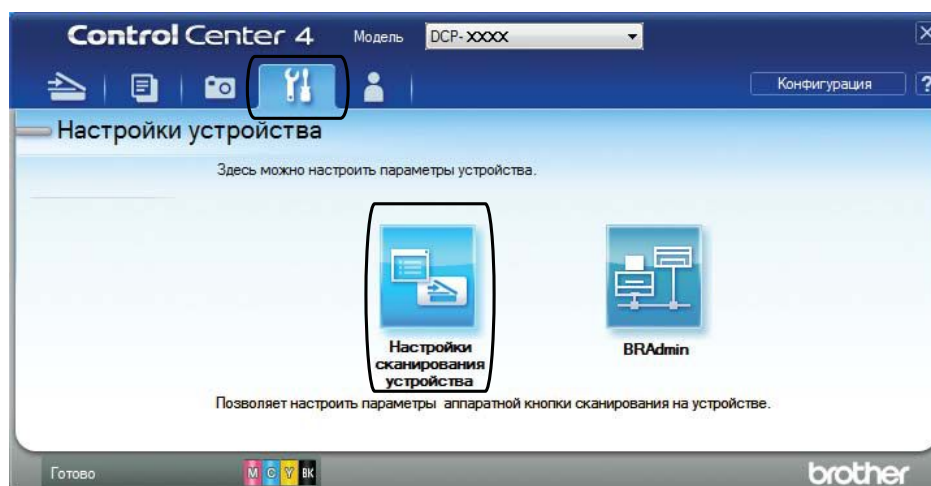 Control Center 4
Модель
DCP-XXXX
Конфигурация
?
Настройки устройства
Здесь можно настроить параметры устройства.
Настройки
сканирования
устройства
BRAdmin
Позволяет настроить параметры аппаратной кнопки сканирования на устройстве.
Готово
M C Y BK
brother